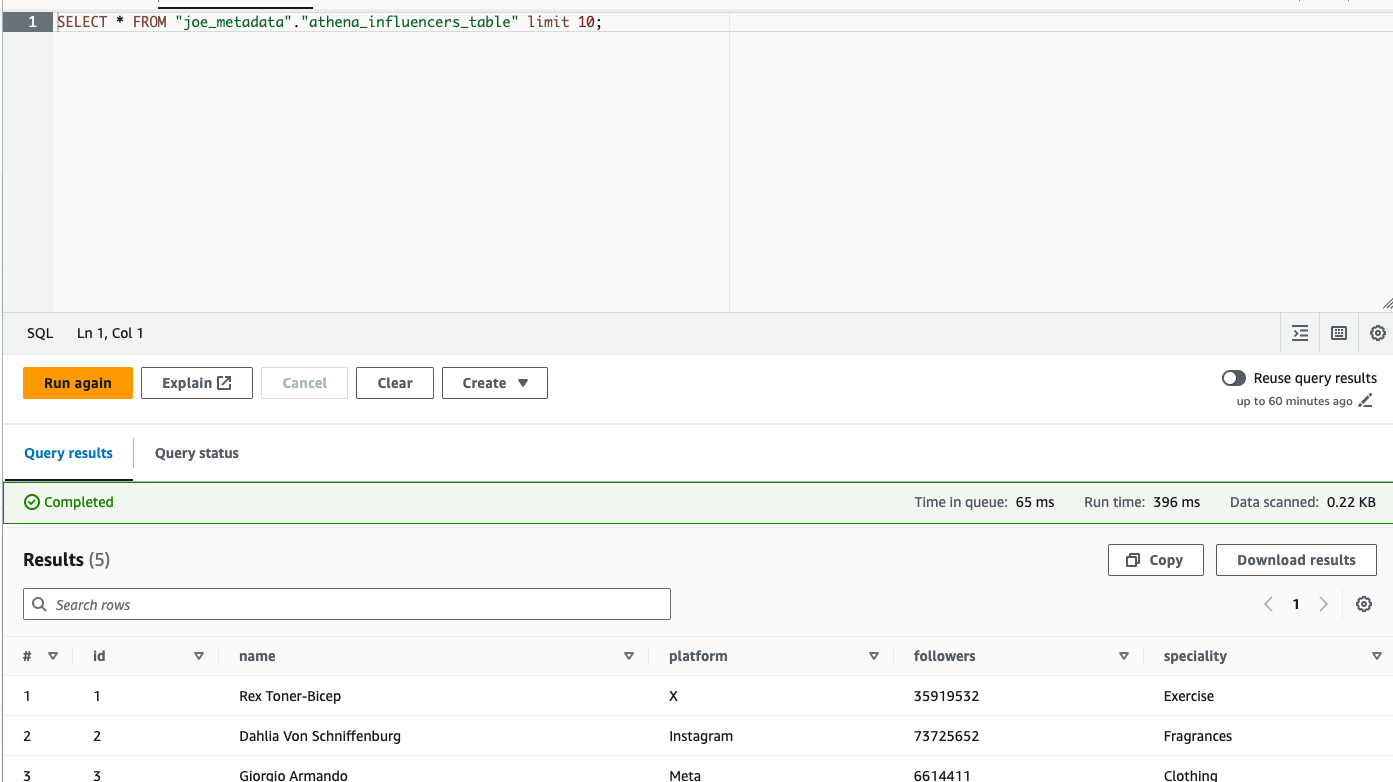 1 SELECT * FROM "joe_metadata"."athena_influencers_table" limit 10;
SQL Ln 1, Col 1
Run again Explain Cancel Clear Create Reuse query results
up to 60 minutes ago
Query results Query status
Completed Time in queue: 65 ms Run time: 396 ms Data scanned: 0.22 KB
Results (5) Copy Download results
Search rows 1
# id name platform followers speciality
1 1 Rex Toner-Bicep X 35919532 Exercise
2 2 Dahlia Von Schniffenburg Instagram 73725652 Fragrances
3 3 Giorgio Armando Meta 6614411 Clothing